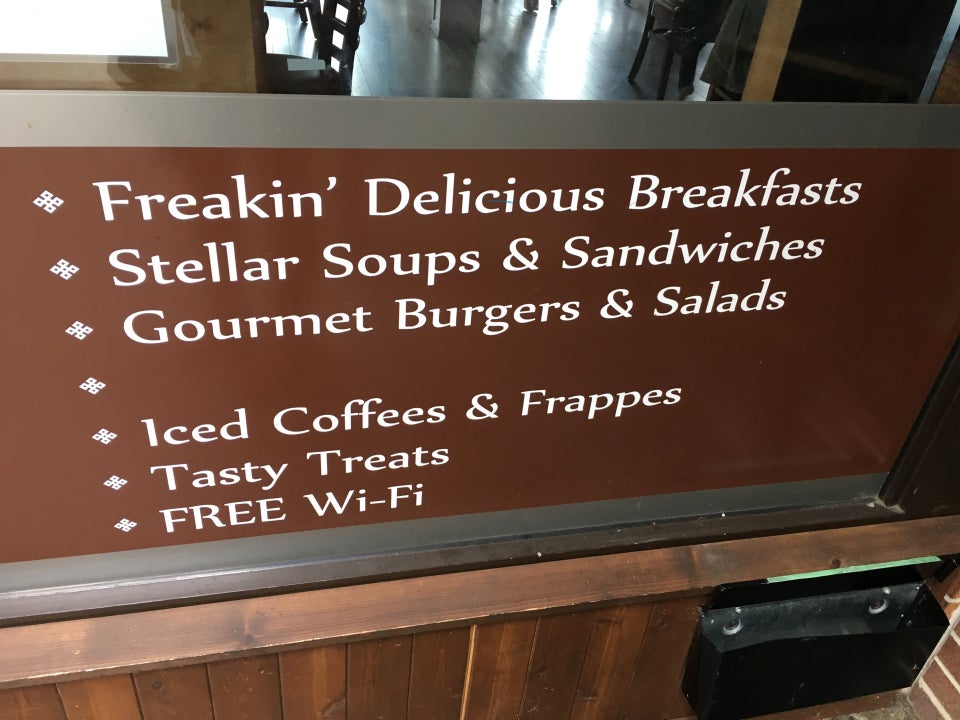 Freakin' Delicious Breakfasts
Stellar Soups & Sandwiches
Gourmet Burgers & Salads
Iced Coffees & Frappes
Tasty Treats
FREE Wi-Fi